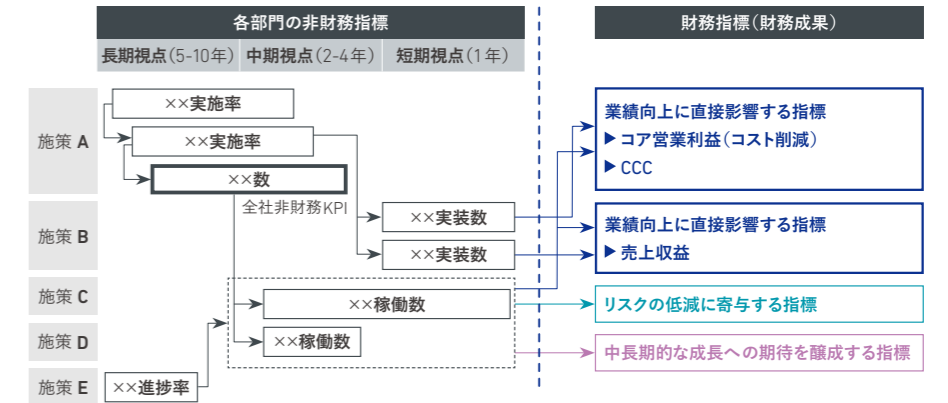 各部門の非財務指標
財務指標（財務成果）
長期視点（5-10年）
中期視点（2-4年）
短期視点（1年）
施策 A
××実施率
××実施率
××数
全社非財務KPI
施策 B
××実装数
××実装数
施策 C
××稼働数
施策 D
××稼働数
施策 E
××進捗率
業績向上に直接影響する指標
▶ コア営業利益（コスト削減）
▶ CCC
業績向上に直接影響する指標
▶ 売上収益
リスクの低減に寄与する指標
中長期的な成長への期待を醸成する指標